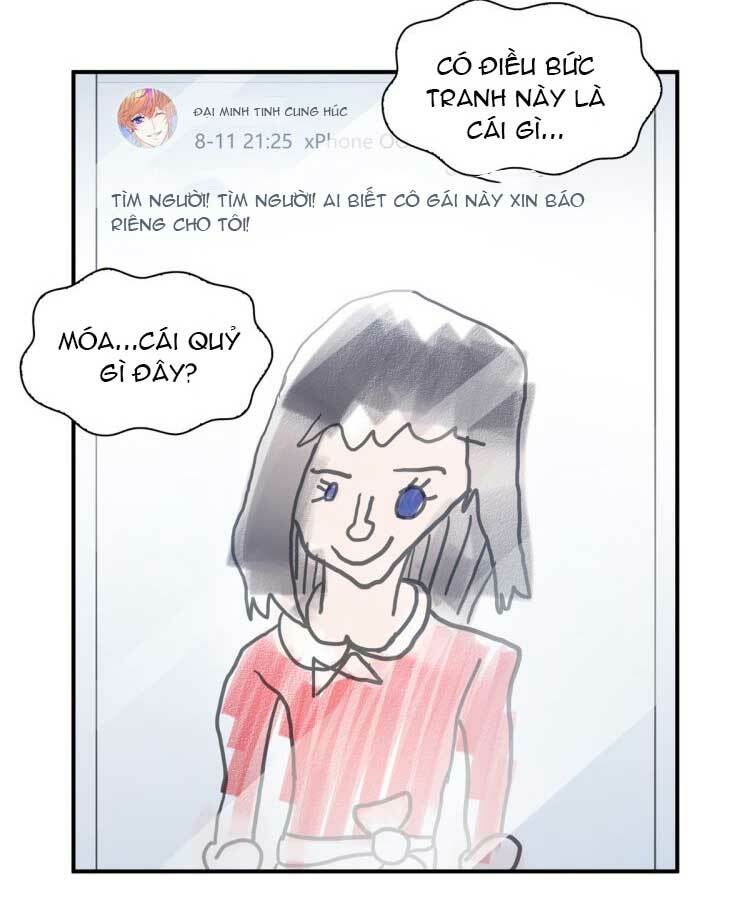 CÓ ĐIỀU BỨC
TRANH NÀY LÀ
CÁI GÌ...
ĐẠI MINH TINH CUNG HÚC
8-11 21:25 xPhone
TÌM NGƯỜI! TÌM NGƯỜI! AI BIẾT CÔ GÁI NÀY XIN BÁO
RIÊNG CHO TÔI!
MÓA...CÁI QUỶ
GÌ ĐÂY?